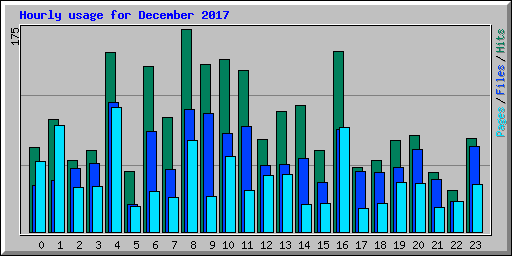 Hourly usage for December 2017
175
Pages/Files/Hits
0 1 2 3 4 5 6 7 8 9 10 11 12 13 14 15 16 17 18 19 20 21 22 23